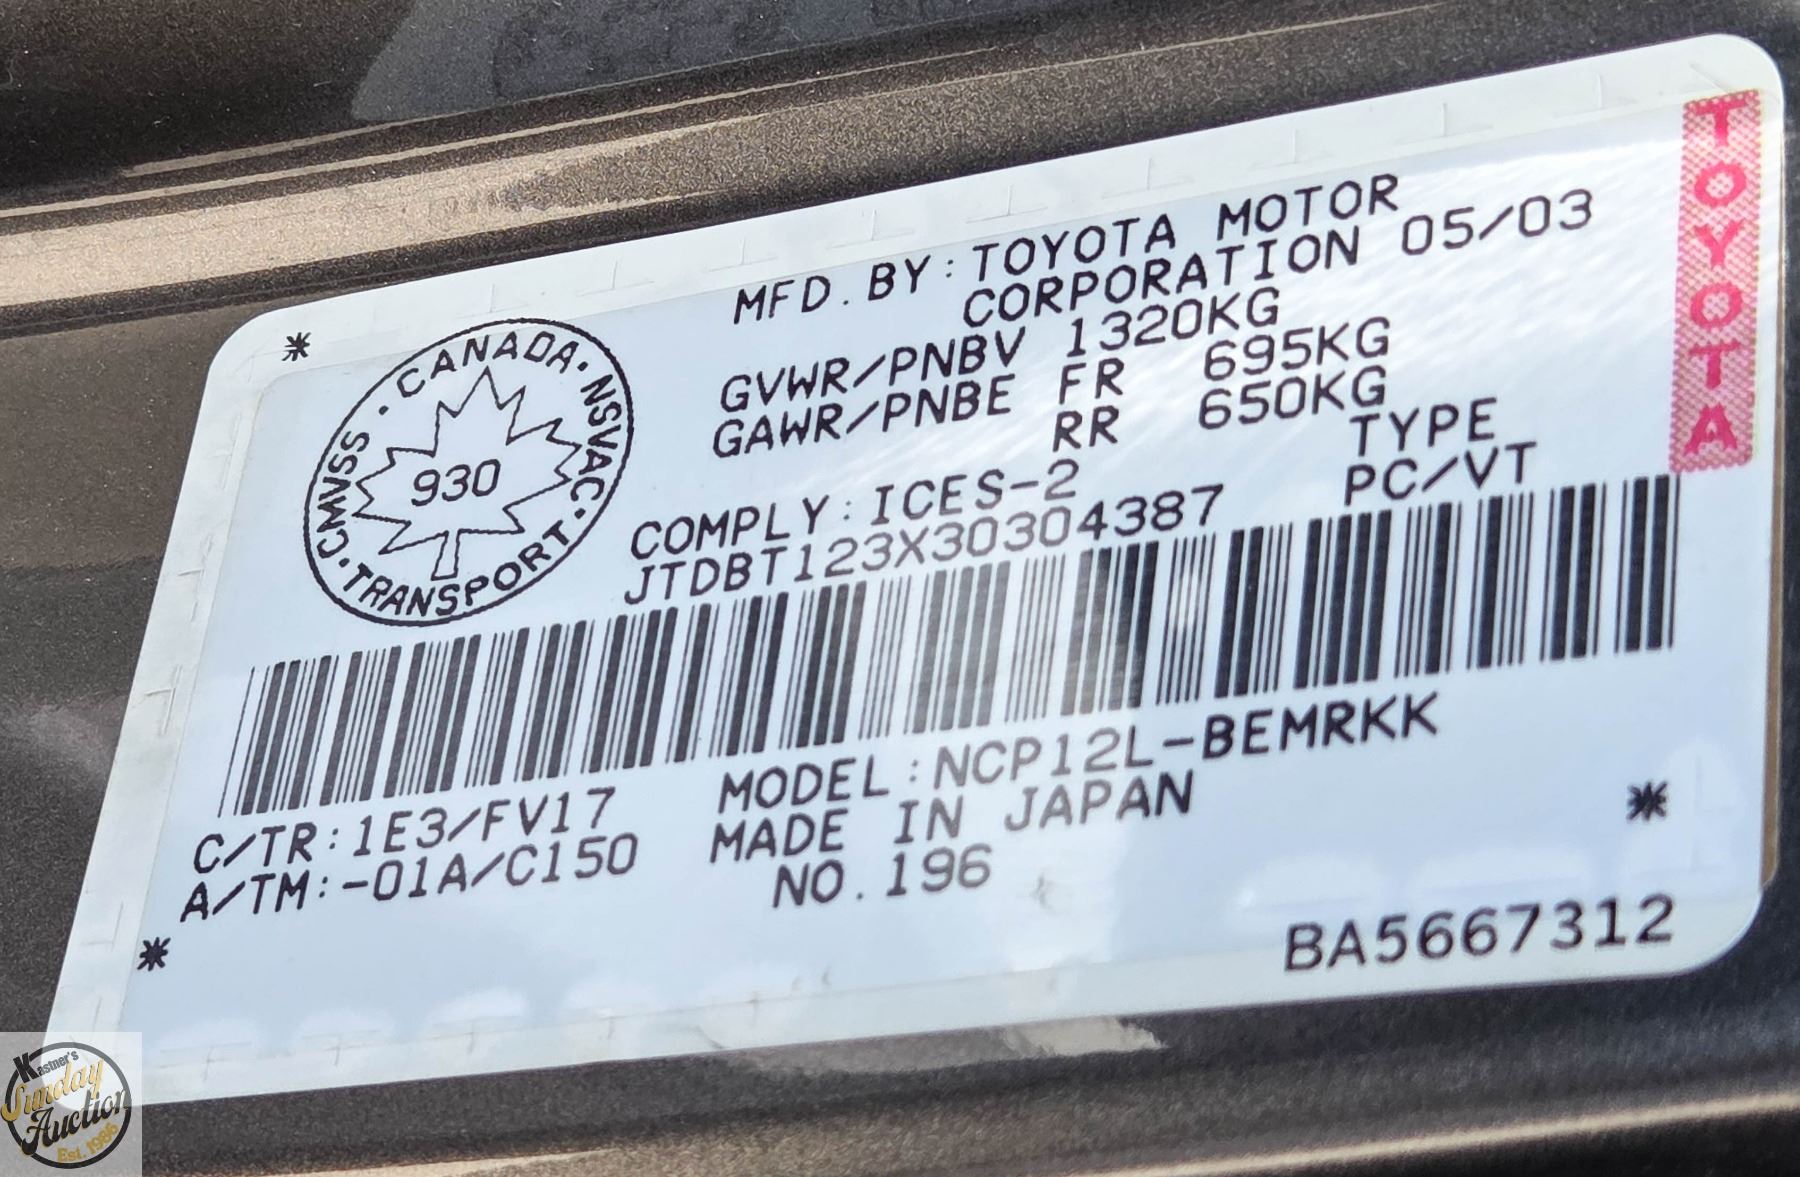 MFD. BY: TOYOTA MOTOR
CORPORATION 05/03
GVWR/PNBV 1320KG
GAWR/PNBE FR 695KG
RR 650KG
COMPLY: ICES-2
TYPE
JTDBT123X30304387
PC/VT
CANADA · NSVAC · TRANSPORT · CMVSS ·
930
TOYOTA
C/TR: 1E3/FV17
A/TM: -01A/C150
MODEL: NCP12L-BEMRKK
MADE IN JAPAN
NO. 196
BA5667312
Kastner's
Sunday
Auction
Est. 1986